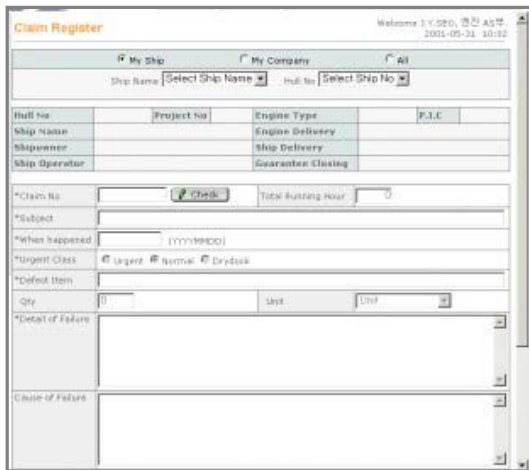 Claim Register
Welcome I.Y.SEO, 엔진 AS부,
2001-05-31 10:02
My Ship My Company All
Ship Name Select Ship Name Hull No Select Ship No
Hull No Project No Engine Type P.I.C
Ship Name Engine Delivery
Shipowner Ship Delivery
Ship Operator Guarantee Closing
*Claim No Check Total Running Hour 0
*Subject
*When happened (YYYYMMDD)
*Urgent Class Urgent Normal Drydock
*Defect Item
Qty 0 Unit Unit
*Detail of Failure
Cause of Failure